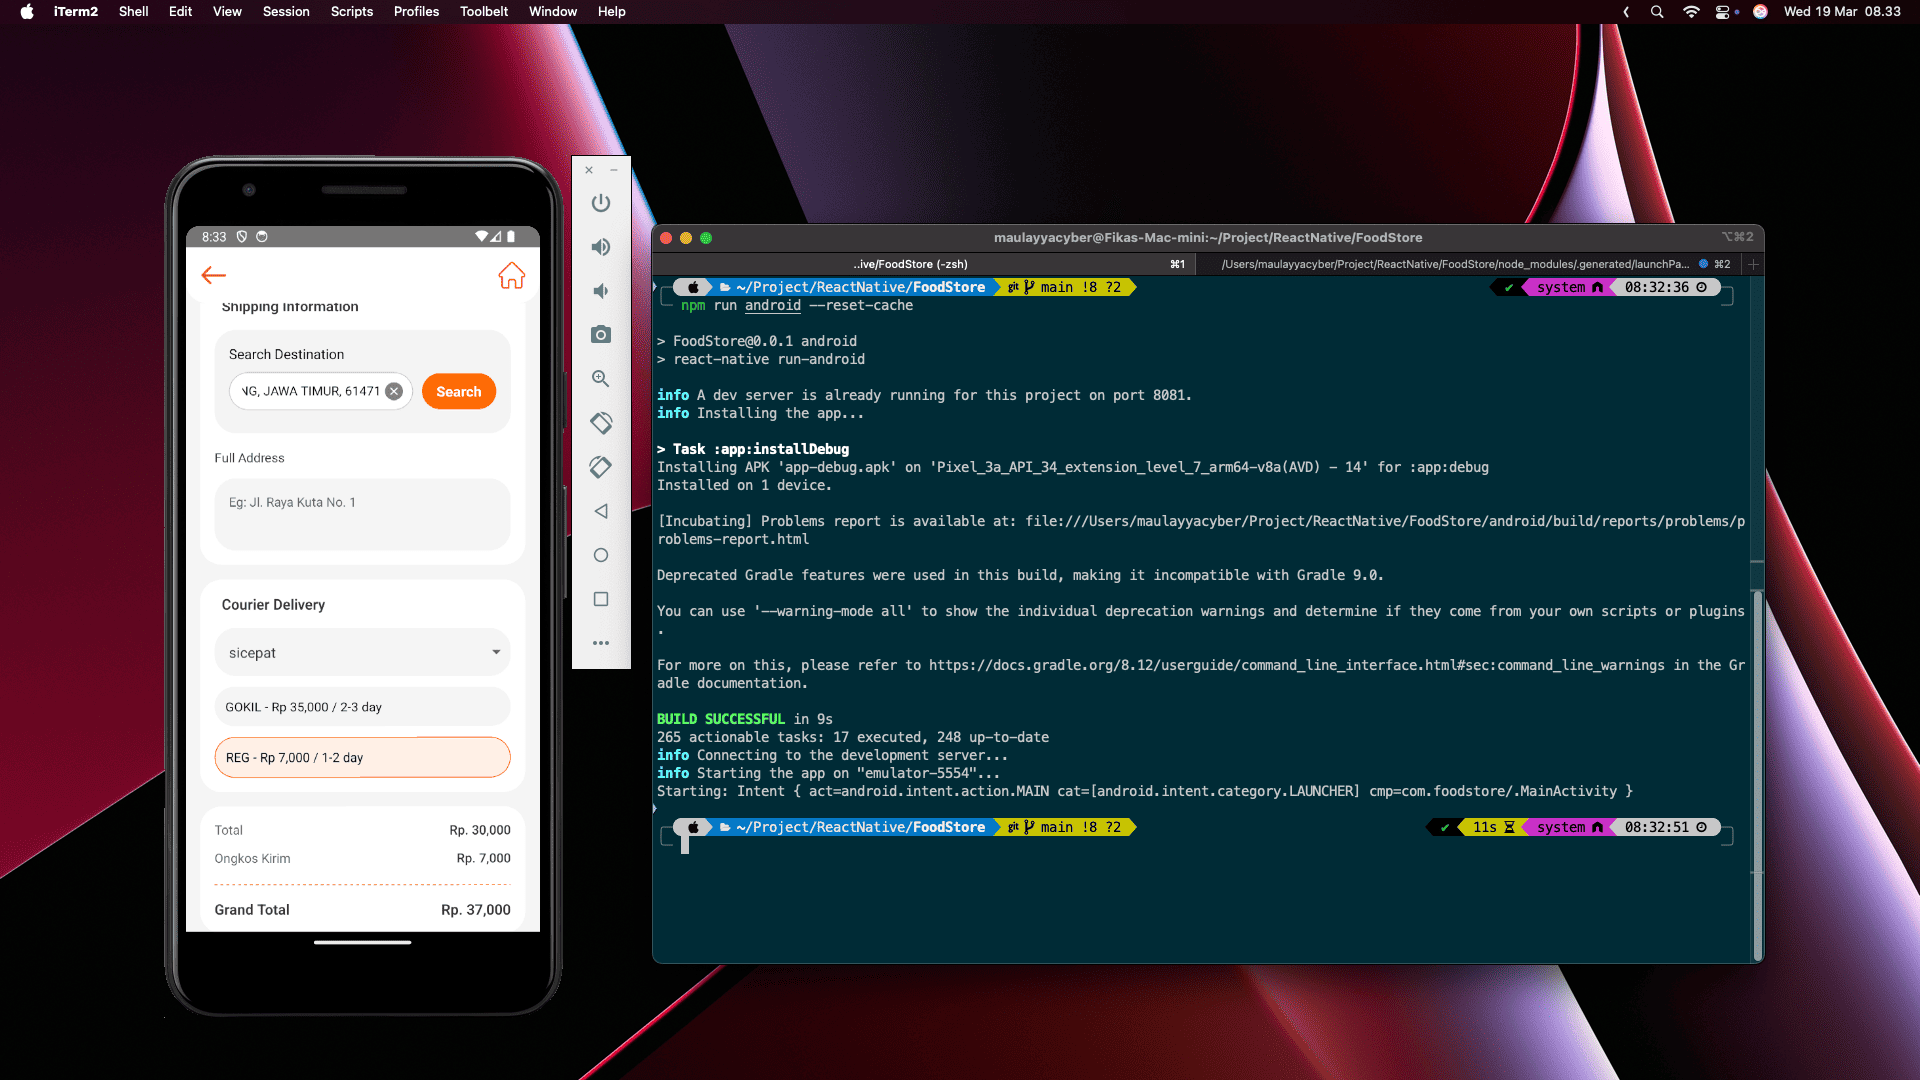 iTerm2 Shell Edit View Session Scripts Profiles Toolbelt Window Help
Wed 19 Mar 08.33
8:33
Shipping Information
Search Destination
NG, JAWA TIMUR, 61471
Search
Full Address
Eg: Jl. Raya Kuta No. 1
Courier Delivery
sicepat
GOKIL - Rp 35,000 / 2-3 day
REG - Rp 7,000 / 1-2 day
Total Rp. 30,000
Ongkos Kirim Rp. 7,000
Grand Total Rp. 37,000
maulayyacyber@Fikas-Mac-mini:~/Project/ReactNative/FoodStore
⌥⌘2
..ive/FoodStore (-zsh) ⌘1
/Users/maulayyacyber/Project/ReactNative/FoodStore/node_modules/.generated/launchPa... ⌘2
~/Project/ReactNative/FoodStore git main !8 ?2 ✔ system 08:32:36
npm run android --reset-cache
> FoodStore@0.0.1 android
> react-native run-android
info A dev server is already running for this project on port 8081.
info Installing the app...
> Task :app:installDebug
Installing APK 'app-debug.apk' on 'Pixel_3a_API_34_extension_level_7_arm64-v8a(AVD) - 14' for :app:debug
Installed on 1 device.
[Incubating] Problems report is available at: file:///Users/maulayyacyber/Project/ReactNative/FoodStore/android/build/reports/problems/p
roblems-report.html
Deprecated Gradle features were used in this build, making it incompatible with Gradle 9.0.
You can use '--warning-mode all' to show the individual deprecation warnings and determine if they come from your own scripts or plugins
.
For more on this, please refer to https://docs.gradle.org/8.12/userguide/command_line_interface.html#sec:command_line_warnings in the Gr
adle documentation.
BUILD SUCCESSFUL in 9s
265 actionable tasks: 17 executed, 248 up-to-date
info Connecting to the development server...
info Starting the app on "emulator-5554"...
Starting: Intent { act=android.intent.action.MAIN cat=[android.intent.category.LAUNCHER] cmp=com.foodstore/.MainActivity }
~/Project/ReactNative/FoodStore git main !8 ?2 ✔ 11s system 08:32:51